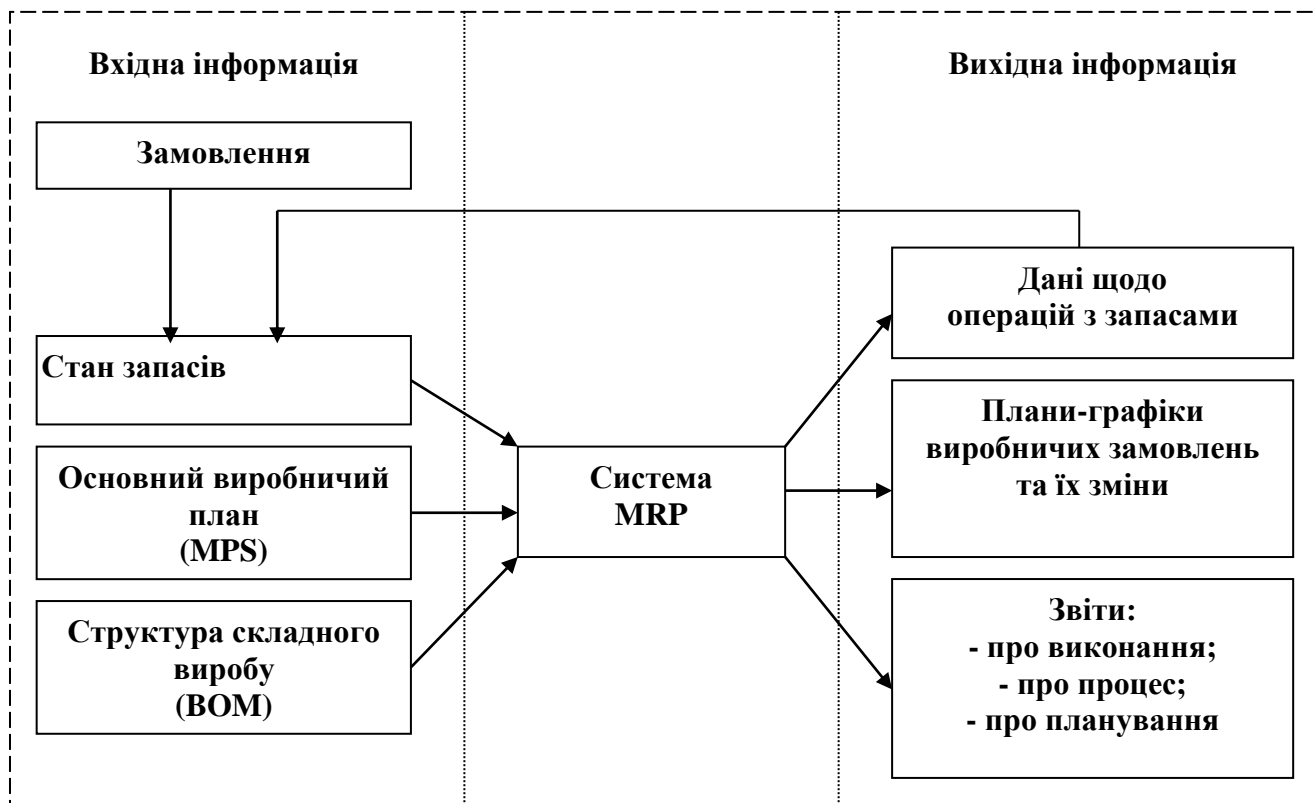 Вхідна інформація
Вихідна інформація
Замовлення
Стан запасів
Основний виробничий
план
(MPS)
Структура складного
виробу
(BOM)
Система
MRP
Дані щодо
операцій з запасами
Плани-графіки
виробничих замовлень
та їх зміни
Звіти:
- про виконання;
- про процес;
- про планування